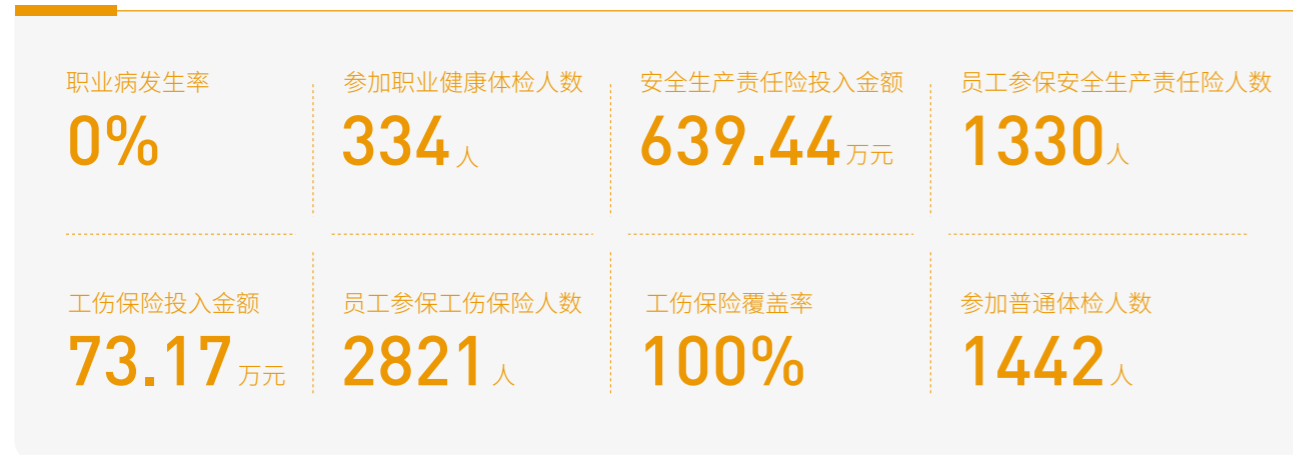 职业病发生率
0%
参加职业健康体检人数
334人
安全生产责任险投入金额
639.44万元
员工参保安全生产责任险人数
1330人
工伤保险投入金额
73.17万元
员工参保工伤保险人数
2821人
工伤保险覆盖率
100%
参加普通体检人数
1442人